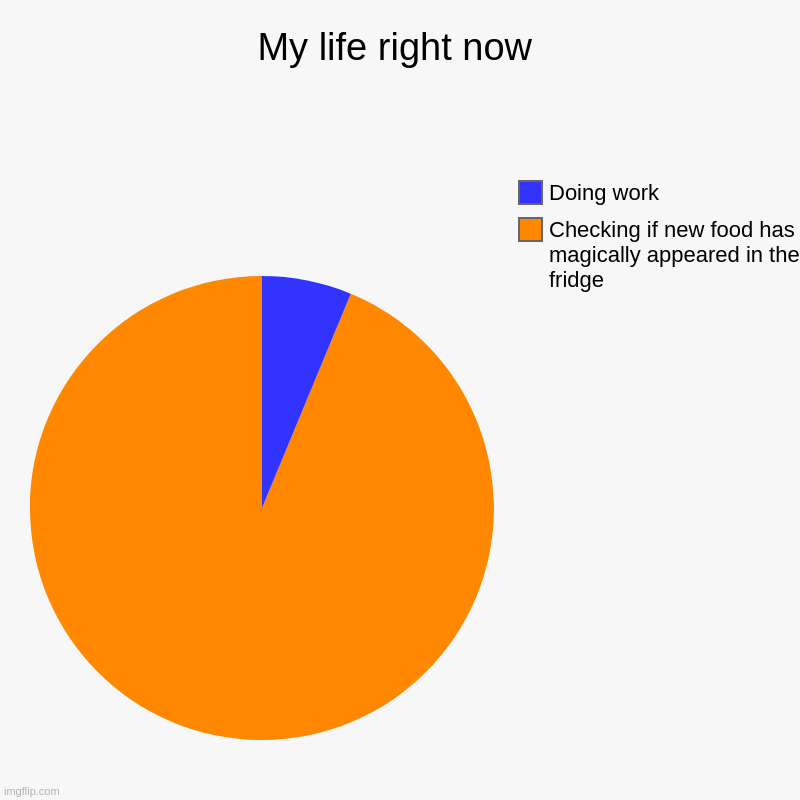 My life right now
Doing work
Checking if new food has
magically appeared in the
fridge
imgflip.com